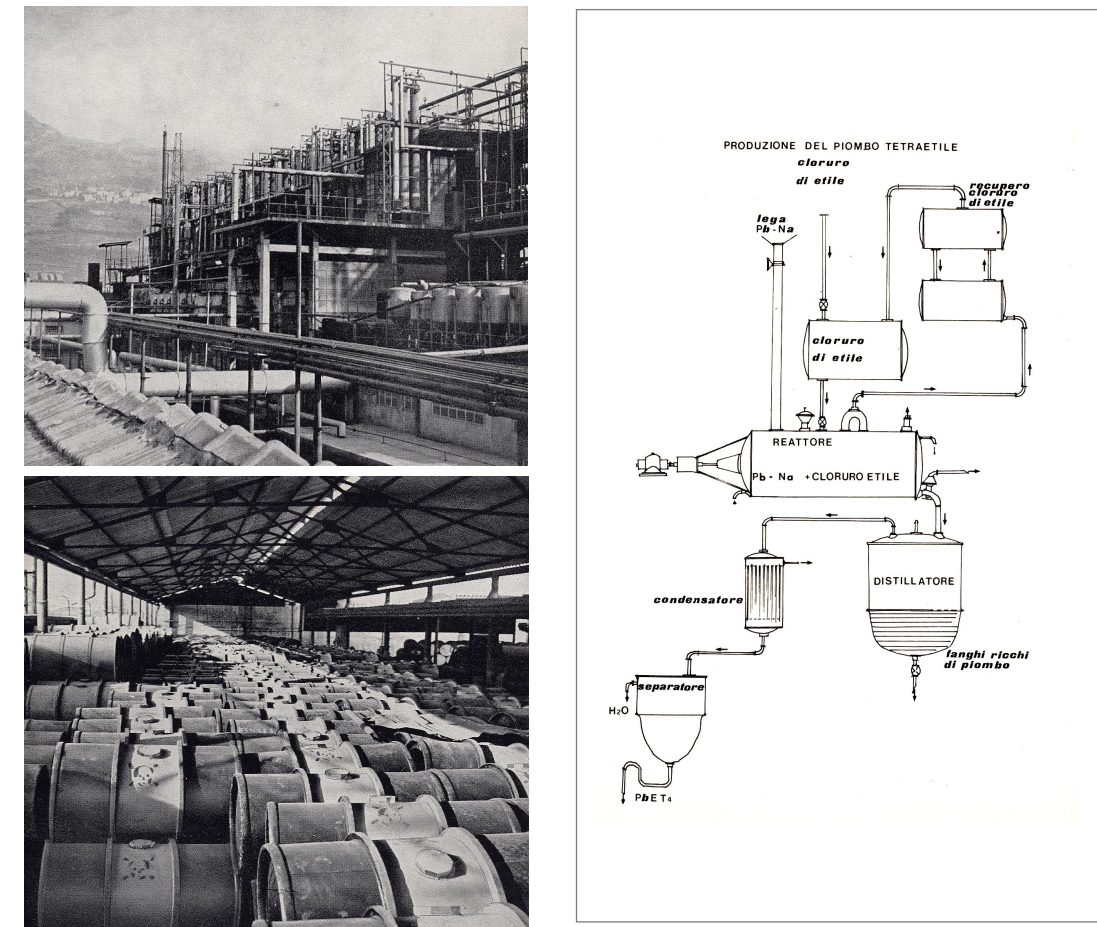 PRODUZIONE DEL PIOMBO TETRAETILE
cloruro
di etile
recupero
cloruro
di etile
lega
Pb-Na
cloruro
di etile
REATTORE
Pb-Na +CLORURO ETILE
DISTILLATORE
condensatore
fanghi ricchi
di piombo
separatore
H2O
PbET4